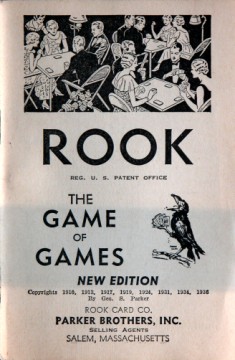 ROOK
REG. U. S. PATENT OFFICE
THE
GAME
OF
GAMES
NEW EDITION
Copyrights 1910, 1913, 1917, 1919, 1924, 1931, 1934, 1936
By Geo. S. Parker
ROOK CARD CO.
PARKER BROTHERS, INC.
SELLING AGENTS
SALEM, MASSACHUSETTS